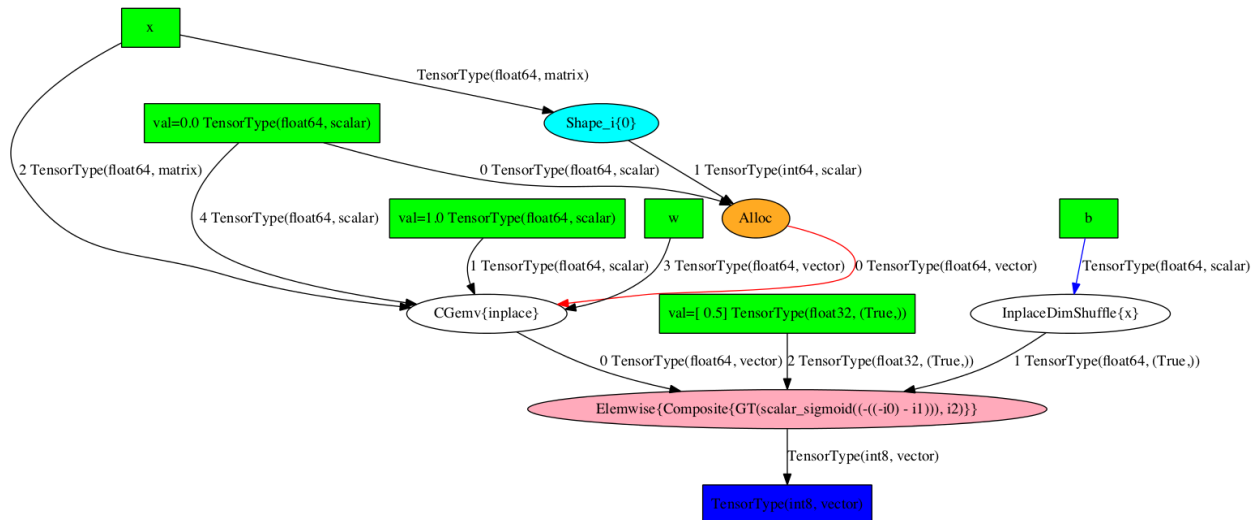 x
TensorType(float64, matrix)
val=0.0 TensorType(float64, scalar)
Shape_i{0}
2 TensorType(float64, matrix)
0 TensorType(float64, scalar)
1 TensorType(int64, scalar)
4 TensorType(float64, scalar)
val=1.0 TensorType(float64, scalar)
w
Alloc
b
1 TensorType(float64, scalar)
3 TensorType(float64, vector)
0 TensorType(float64, vector)
TensorType(float64, scalar)
CGemv{inplace}
val=[ 0.5] TensorType(float32, (True,))
InplaceDimShuffle{x}
0 TensorType(float64, vector)
2 TensorType(float32, (True,))
1 TensorType(float64, (True,))
Elemwise{Composite{GT(scalar_sigmoid((-((-i0) - i1))), i2)}}
TensorType(int8, vector)
TensorType(int8, vector)